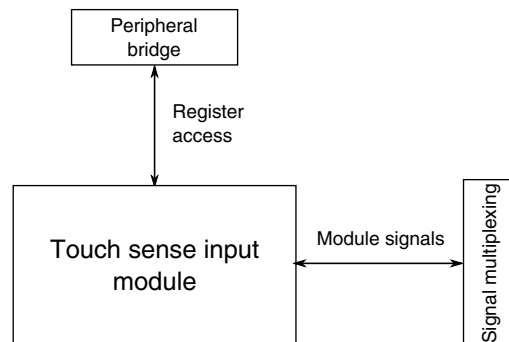 Peripheral
bridge
Register
access
Touch sense input
module
Module signals
Signal multiplexing